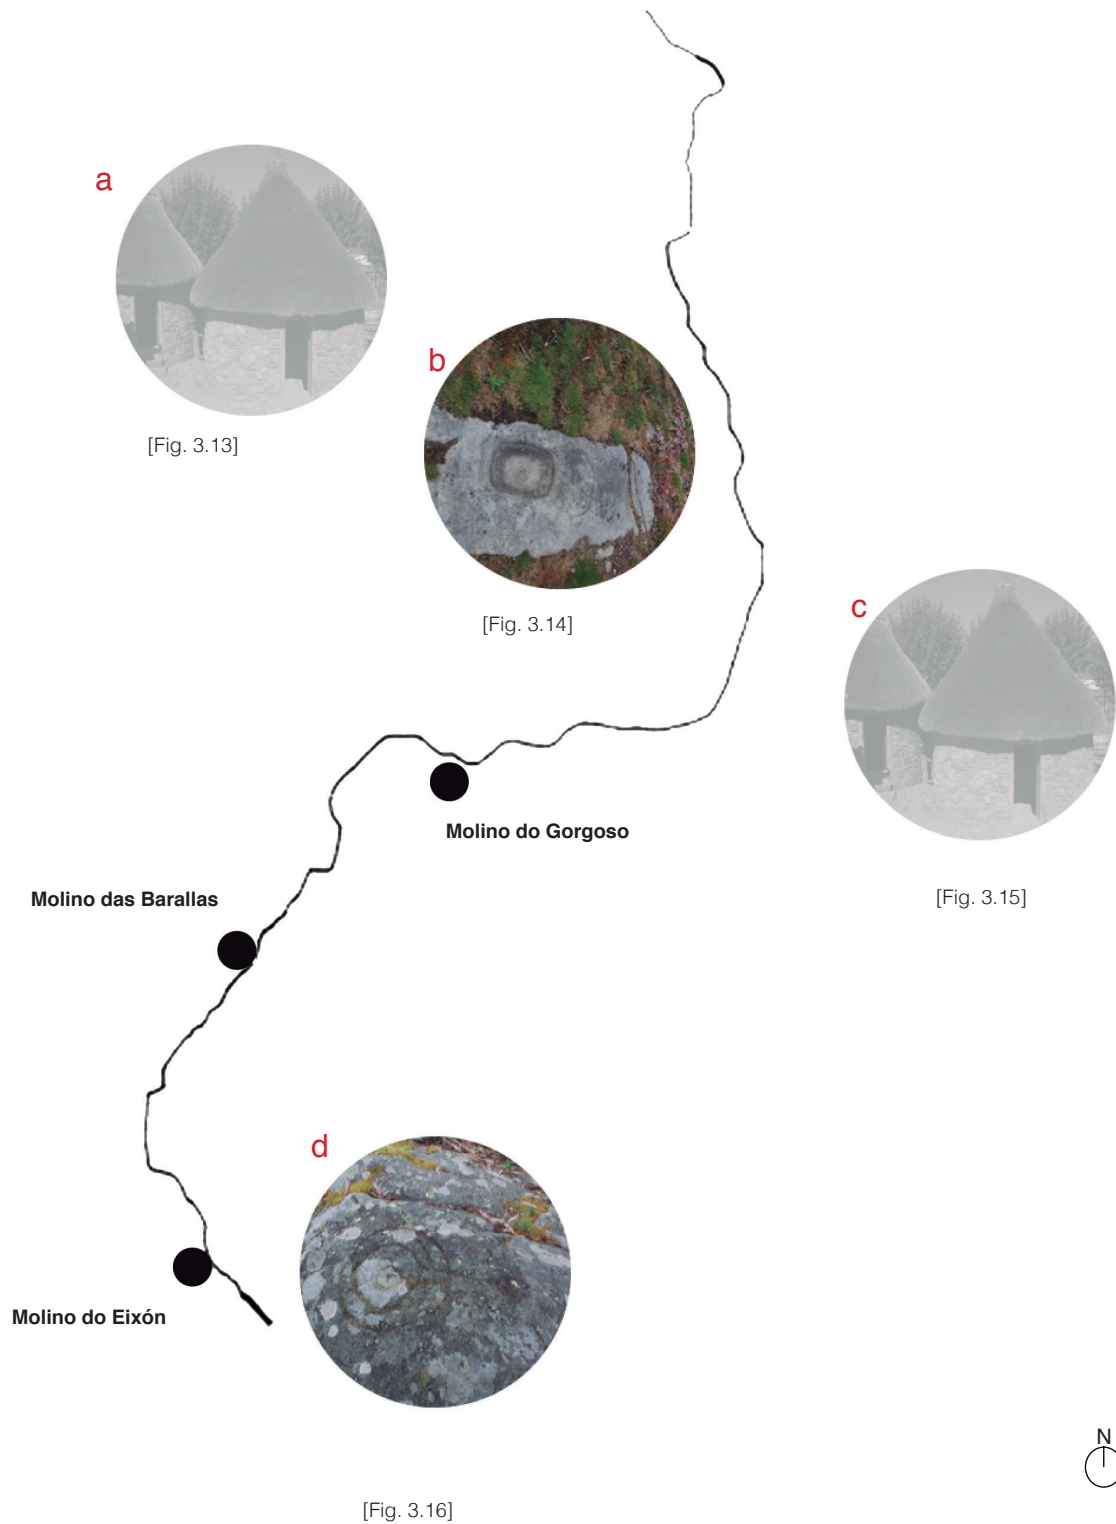 a
[Fig. 3.13]
b
[Fig. 3.14]
c
[Fig. 3.15]
Molino do Gorgoso
Molino das Barallas
d
Molino do Eixón
N
[Fig. 3.16]